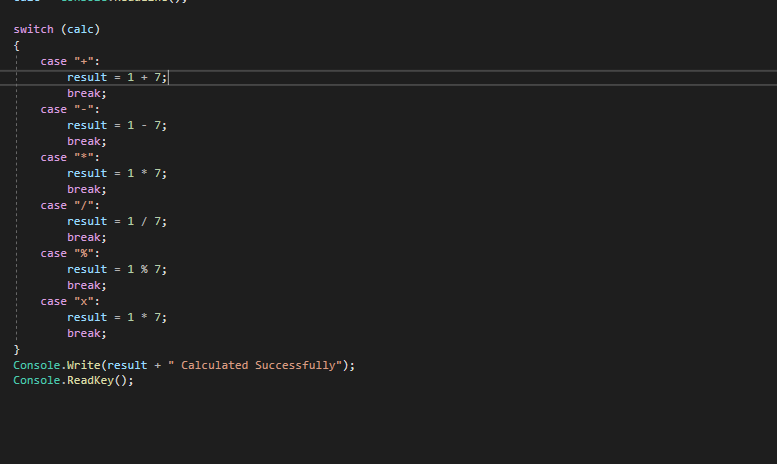 switch (calc)
{
case "+":
result = 1 + 7;
break;
case "-":
result = 1 - 7;
break;
case "*":
result = 1 * 7;
break;
case "/":
result = 1 / 7;
break;
case "%":
result = 1 % 7;
break;
case "x":
result = 1 * 7;
break;
}
Console.Write(result + " Calculated Successfully");
Console.ReadKey();